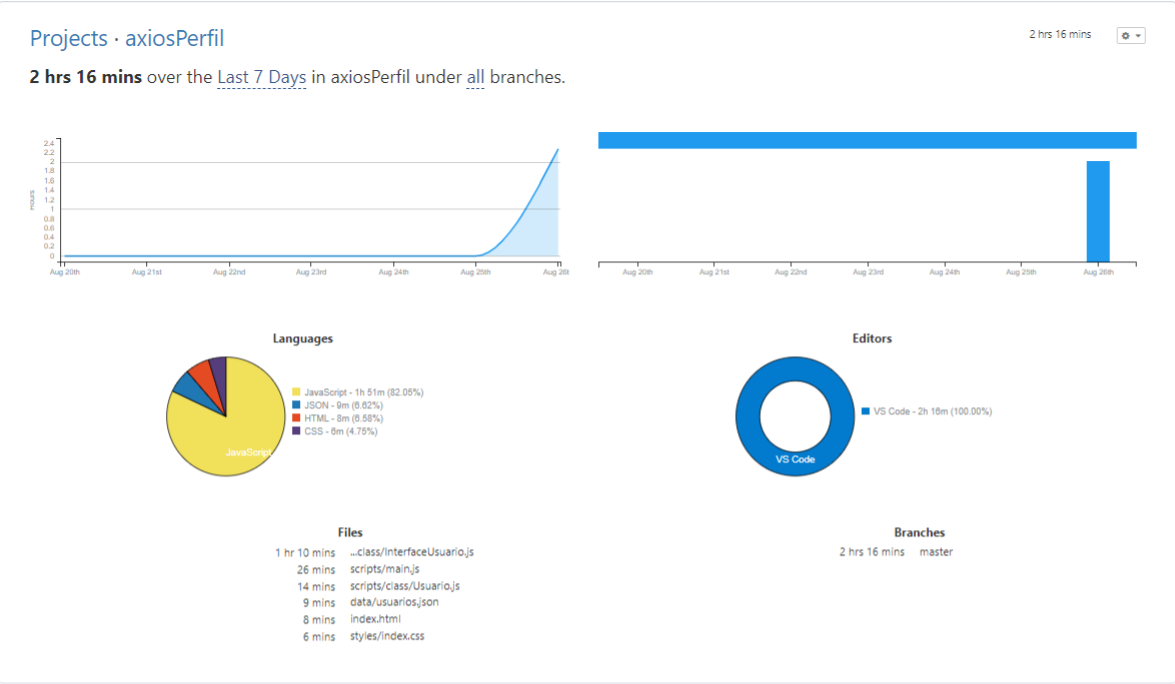 Projects · axiosPerfil
2 hrs 16 mins
2 hrs 16 mins over the Last 7 Days in axiosPerfil under all branches.
2.4
2.2
2
1.8
1.6
1.4
1.2
1
0.8
0.6
0.4
0.2
0
Hours
Aug 20th Aug 21st Aug 22nd Aug 23rd Aug 24th Aug 25th Aug 26t
Aug 20th Aug 21st Aug 22nd Aug 23rd Aug 24th Aug 25th Aug 26th
Languages
JavaScript
JavaScript - 1h 51m (82.05%)
JSON - 9m (6.62%)
HTML - 8m (6.58%)
CSS - 6m (4.75%)
Editors
VS Code
VS Code - 2h 16m (100.00%)
Files
1 hr 10 mins ...class/InterfaceUsuario.js
26 mins scripts/main.js
14 mins scripts/class/Usuario.js
9 mins data/usuarios.json
8 mins index.html
6 mins styles/index.css
Branches
2 hrs 16 mins master